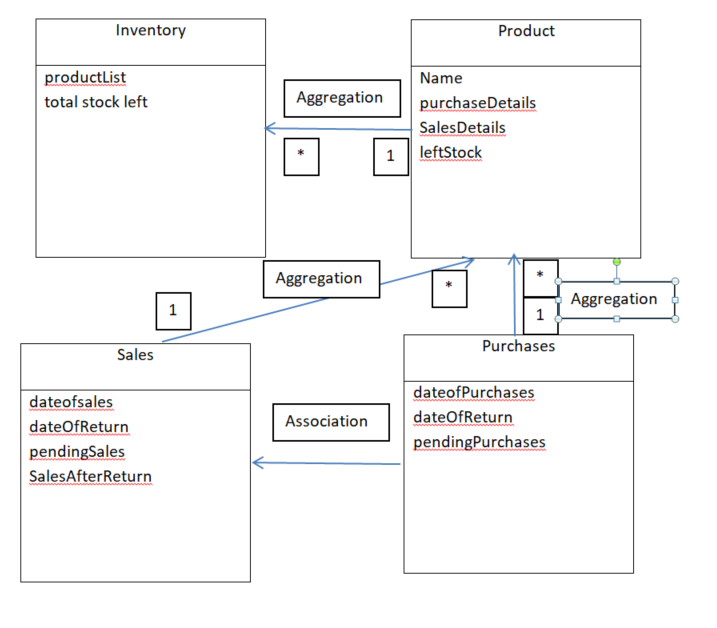 Inventory
productList
total stock left
Aggregation
*
1
Product
Name
purchaseDetails
SalesDetails
leftStock
Aggregation
1
*
*
1
Aggregation
Sales
dateofsales
dateOfReturn
pendingSales
SalesAfterReturn
Association
Purchases
dateofPurchases
dateOfReturn
pendingPurchases